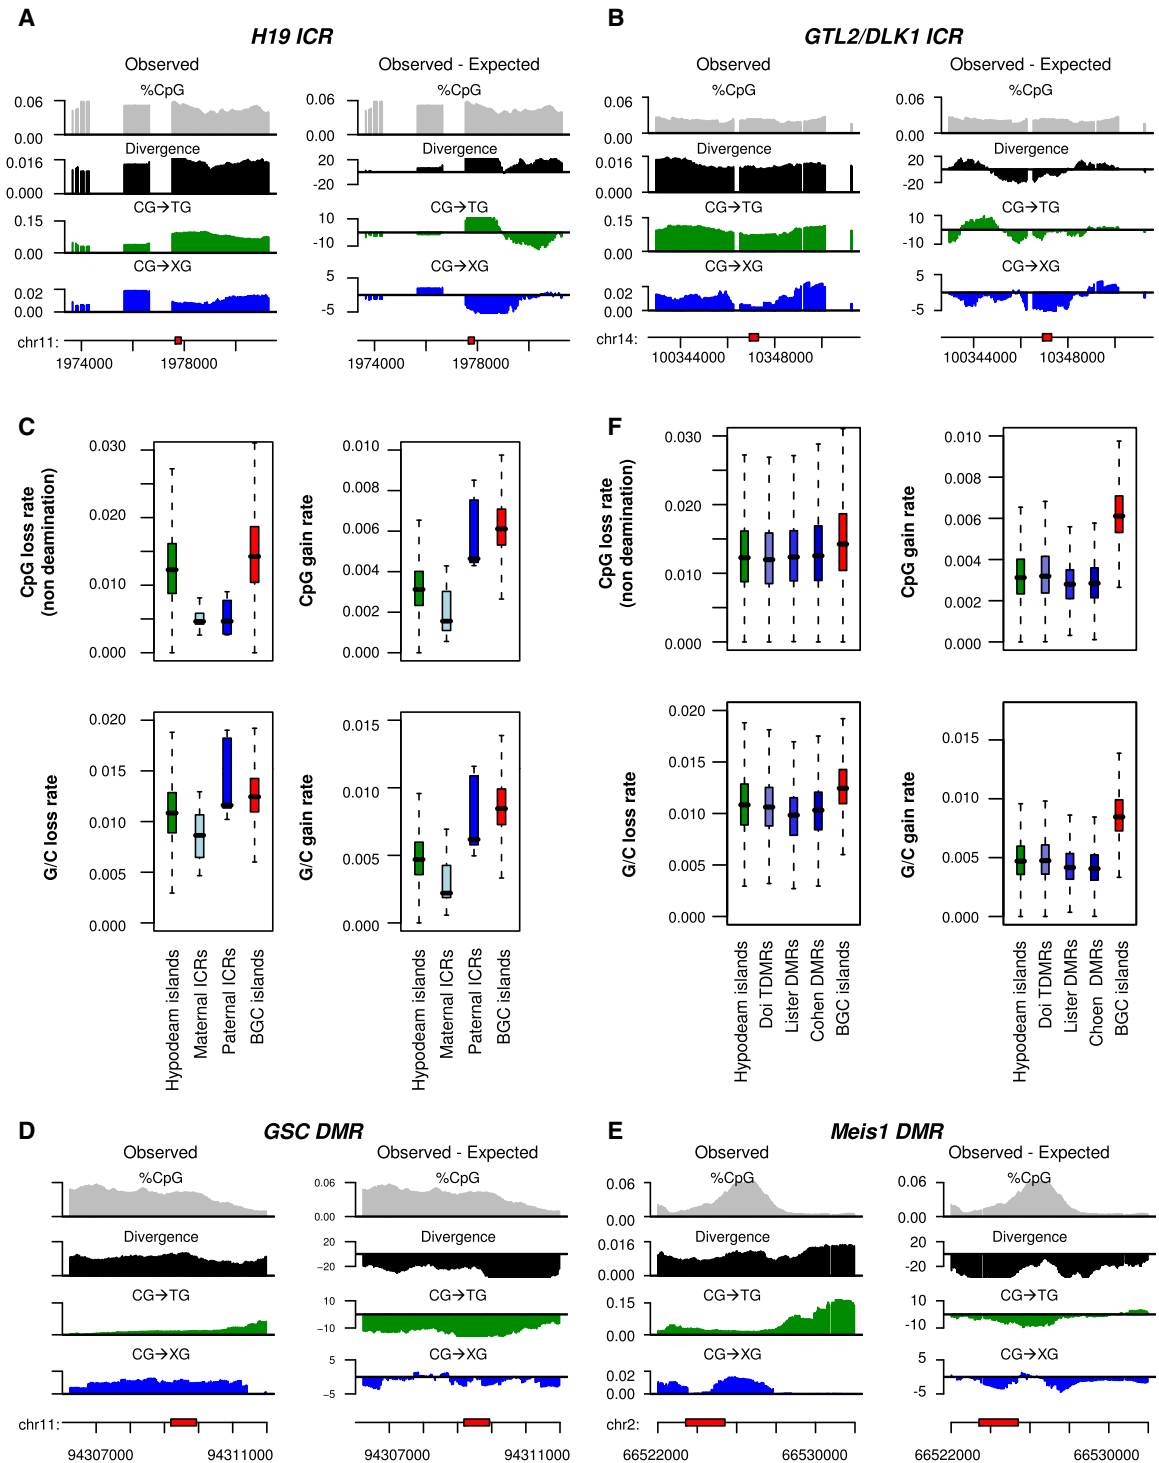 A
H19 ICR
Observed
Observed - Expected
%CpG
%CpG
0.06
0.00
0.06
0.00
Divergence
Divergence
0.016
0.000
20
-20
CG→TG
CG→TG
0.15
0.00
10
-10
CG→XG
CG→XG
0.02
0.00
5
-5
chr11:
1974000
1978000
1974000
1978000
B
GTL2/DLK1 ICR
Observed
Observed - Expected
%CpG
%CpG
0.06
0.00
0.06
0.00
Divergence
Divergence
0.016
0.000
20
-20
CG→TG
CG→TG
0.15
0.00
10
-10
CG→XG
CG→XG
0.02
0.00
5
-5
chr14:
100344000
10348000
100344000
10348000
C
CpG loss rate
(non deamination)
0.030
0.020
0.010
0.000
CpG gain rate
0.010
0.008
0.006
0.004
0.002
0.000
G/C loss rate
0.020
0.015
0.010
0.005
0.000
G/C gain rate
0.015
0.010
0.005
0.000
Hypodeam islands
Maternal ICRs
Paternal ICRs
BGC islands
Hypodeam islands
Maternal ICRs
Paternal ICRs
BGC islands
F
CpG loss rate
(non deamination)
0.030
0.020
0.010
0.000
CpG gain rate
0.010
0.008
0.006
0.004
0.002
0.000
G/C loss rate
0.020
0.015
0.010
0.005
0.000
G/C gain rate
0.015
0.010
0.005
0.000
Hypodeam islands
Doi TDMRs
Lister DMRs
Cohen DMRs
BGC islands
Hypodeam islands
Doi TDMRs
Lister DMRs
Choen DMRs
BGC islands
D
GSC DMR
Observed
Observed - Expected
%CpG
%CpG
0.06
0.00
0.06
0.00
Divergence
Divergence
20
-20
CG→TG
CG→TG
10
-10
CG→XG
CG→XG
5
-5
chr11:
94307000
94311000
94307000
94311000
E
Meis1 DMR
Observed
Observed - Expected
%CpG
%CpG
0.06
0.00
0.06
0.00
Divergence
Divergence
0.016
0.000
20
-20
CG→TG
CG→TG
0.15
0.00
10
-10
CG→XG
CG→XG
0.02
0.00
5
-5
chr2:
66522000
66530000
66522000
66530000